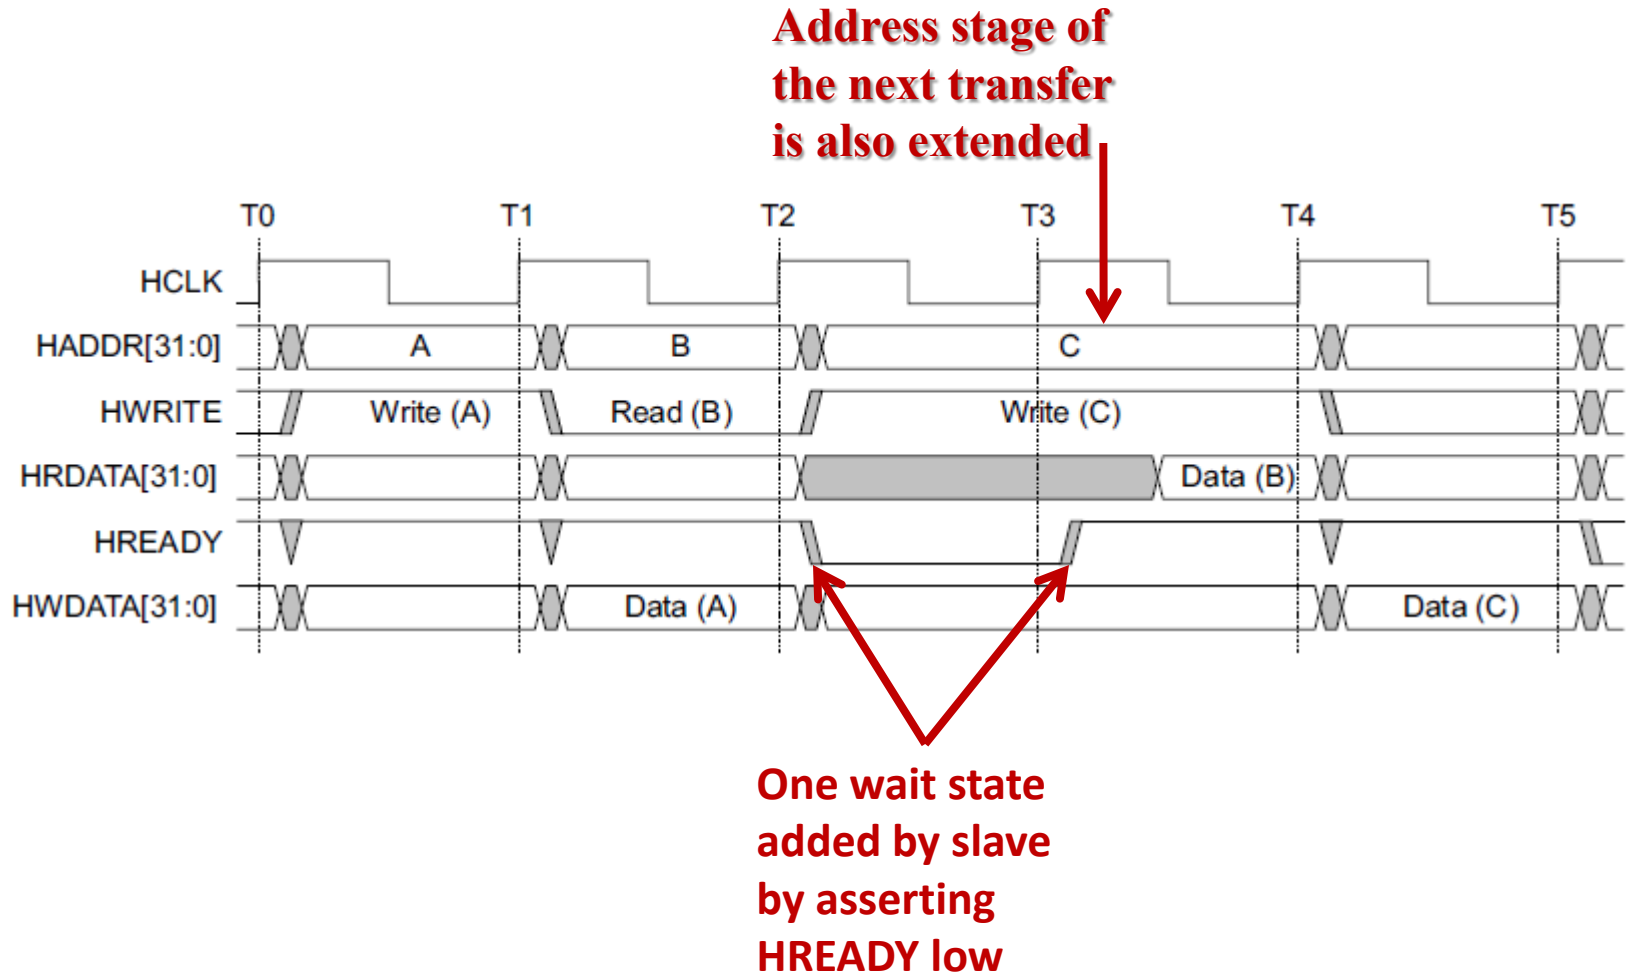 Address stage of
the next transfer
is also extended
T0 T1 T2 T3 T4 T5
HCLK
HADDR[31:0] A B C
HWRITE Write (A) Read (B) Write (C)
HRDATA[31:0] Data (B)
HREADY
HWDATA[31:0] Data (A) Data (C)
One wait state
added by slave
by asserting
HREADY low